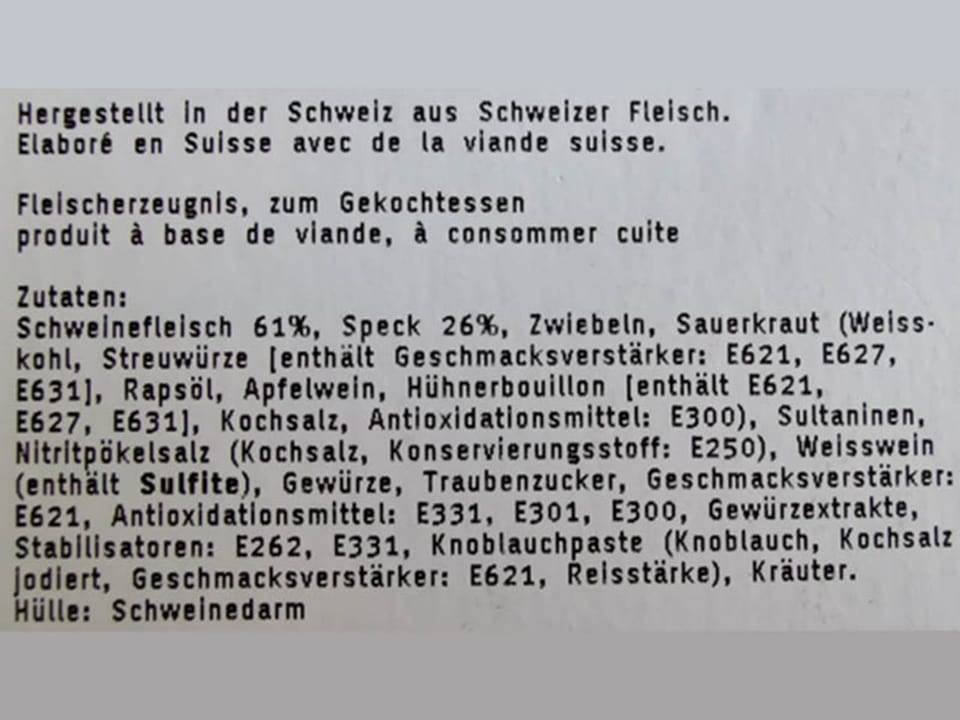 Hergestellt in der Schweiz aus Schweizer Fleisch.
Elaboré en Suisse avec de la viande suisse.
Fleischerzeugnis, zum Gekochtessen
produit à base de viande, à consommer cuite
Zutaten:
Schweinefleisch 61%, Speck 26%, Zwiebeln, Sauerkraut (Weiss-
kohl, Streuwürze [enthält Geschmacksverstärker: E621, E627,
E631], Rapsöl, Apfelwein, Hühnerbouillon [enthält E621,
E627, E631], Kochsalz, Antioxidationsmittel: E300), Sultaninen,
Nitritpökelsalz (Kochsalz, Konservierungsstoff: E250), Weisswein
(enthält Sulfite), Gewürze, Traubenzucker, Geschmacksverstärker:
E621, Antioxidationsmittel: E331, E301, E300, Gewürzextrakte,
Stabilisatoren: E262, E331, Knoblauchpaste (Knoblauch, Kochsalz
jodiert, Geschmacksverstärker: E621, Reisstärke), Kräuter.
Hülle: Schweinedarm